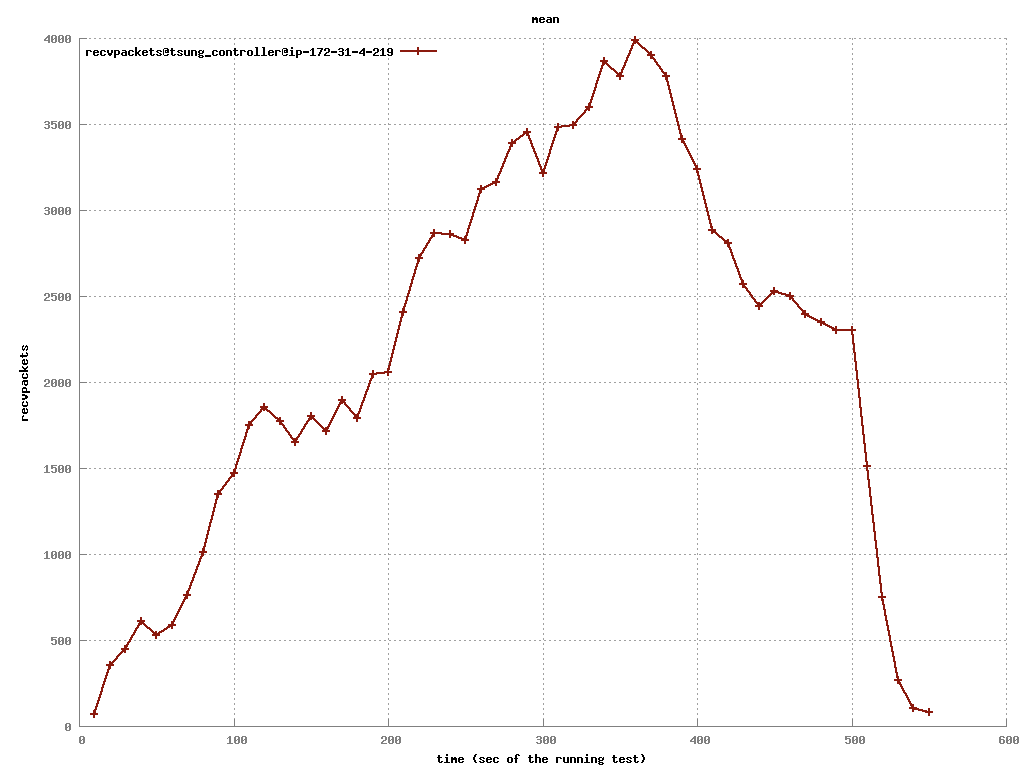 mean
recvpackets@tsung_controller@ip-172-31-4-219
4000
3500
3000
2500
2000
1500
1000
500
0
recvpackets
0 100 200 300 400 500 600
time (sec of the running test)